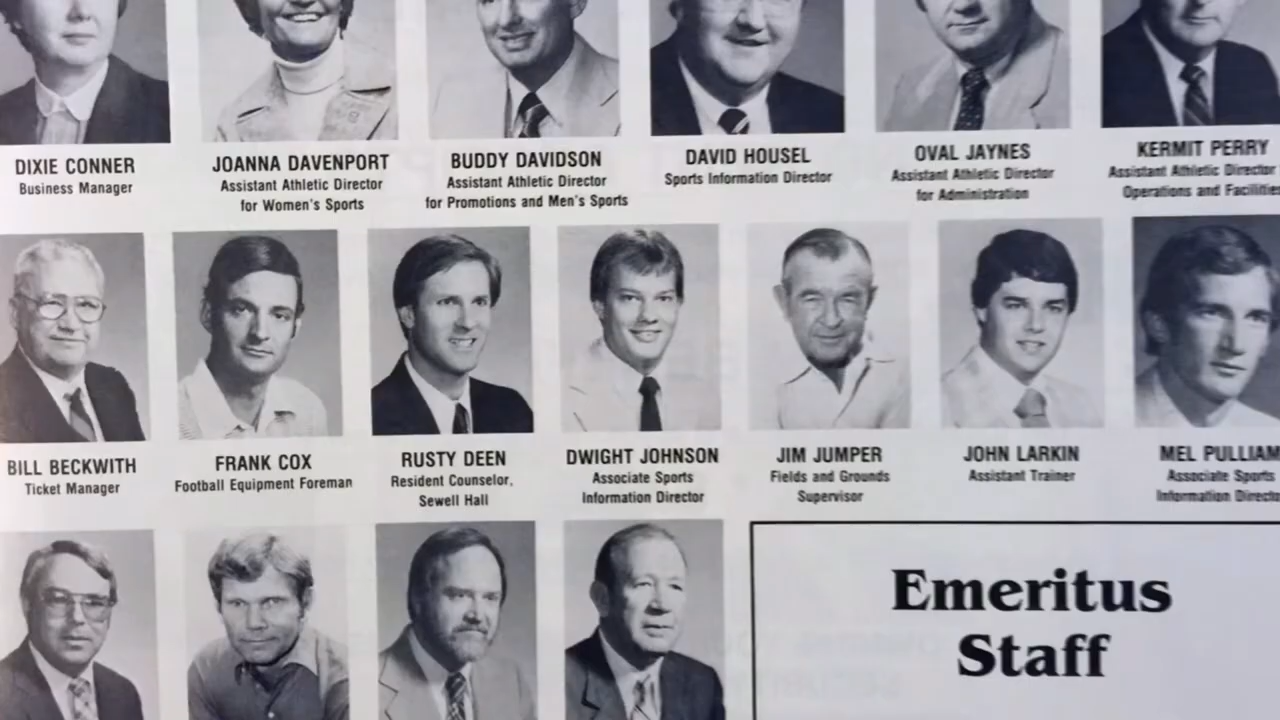 DIXIE CONNER
Business Manager
JOANNA DAVENPORT
Assistant Athletic Director
for Women's Sports
BUDDY DAVIDSON
Assistant Athletic Director
for Promotions and Men's Sports
DAVID HOUSEL
Sports Information Director
OVAL JAYNES
Assistant Athletic Director
for Administration
KERMIT PERRY
Assistant Athletic Director
Operations and Facilities
BILL BECKWITH
Ticket Manager
FRANK COX
Football Equipment Foreman
RUSTY DEEN
Resident Counselor,
Sewell Hall
DWIGHT JOHNSON
Associate Sports
Information Director
JIM JUMPER
Fields and Grounds
Supervisor
JOHN LARKIN
Assistant Trainer
MEL PULLIAM
Associate Sports
Information Director
Emeritus
Staff